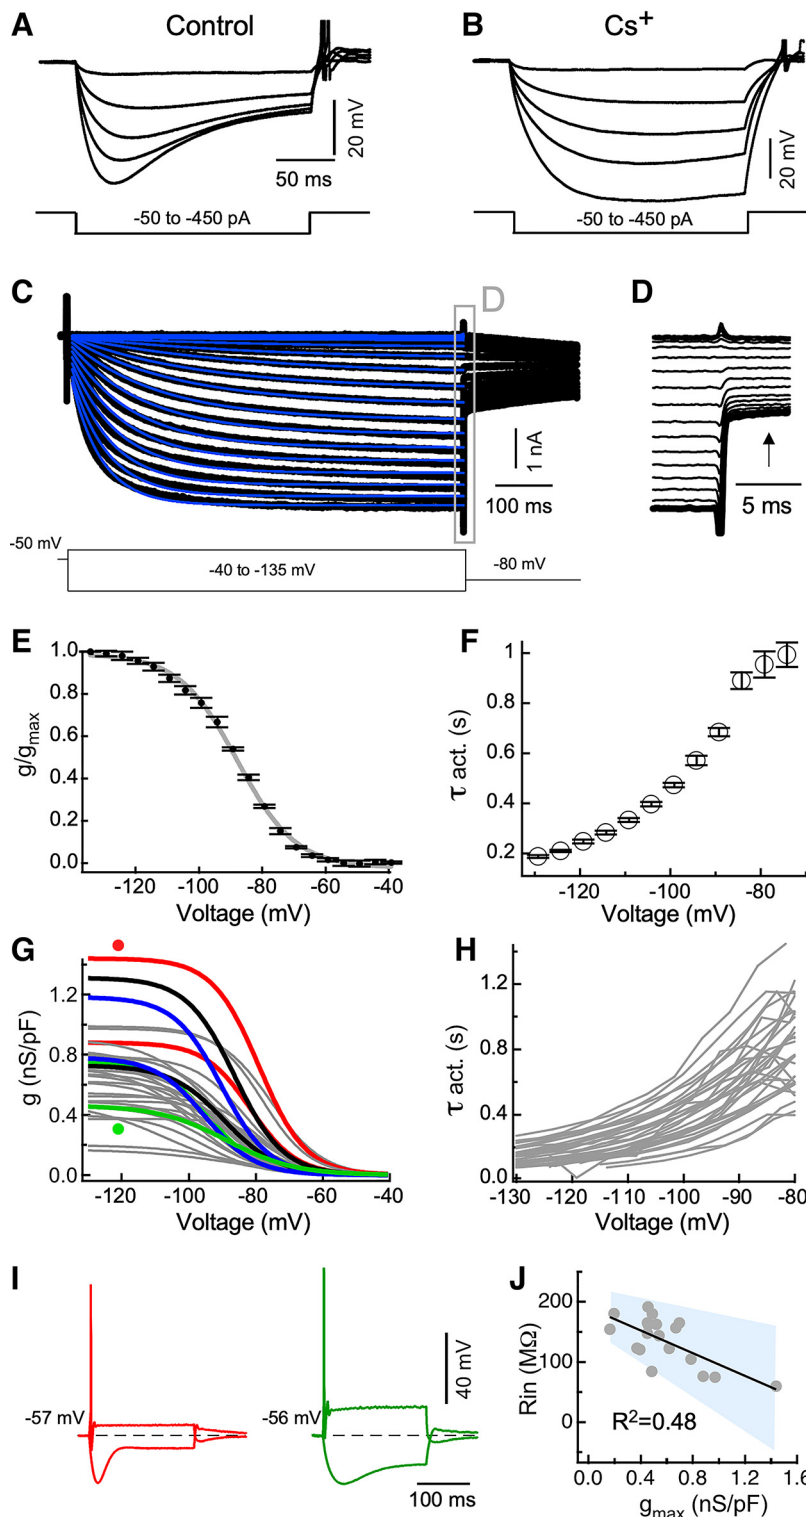 A
Control
20 mV
50 ms
-50 to -450 pA
B
Cs+
20 mV
-50 to -450 pA
C
D
1 nA
100 ms
-50 mV
-40 to -135 mV
-80 mV
D
5 ms
E
g/gmax
1.0
0.8
0.6
0.4
0.2
0.0
-120 -100 -80 -60 -40
Voltage (mV)
F
τ act. (s)
1
0.8
0.6
0.4
0.2
-120 -100 -80
Voltage (mV)
G
g (nS/pF)
1.2
0.8
0.4
0.0
-120 -100 -80 -60 -40
Voltage (mV)
H
τ act. (s)
1.2
0.8
0.4
0.0
-130 -120 -110 -100 -90 -80
Voltage (mV)
I
-57 mV
-56 mV
40 mV
100 ms
J
Rin (MΩ)
200
100
0
R2=0.48
0.0 0.4 0.8 1.2 1.6
gmax (nS/pF)